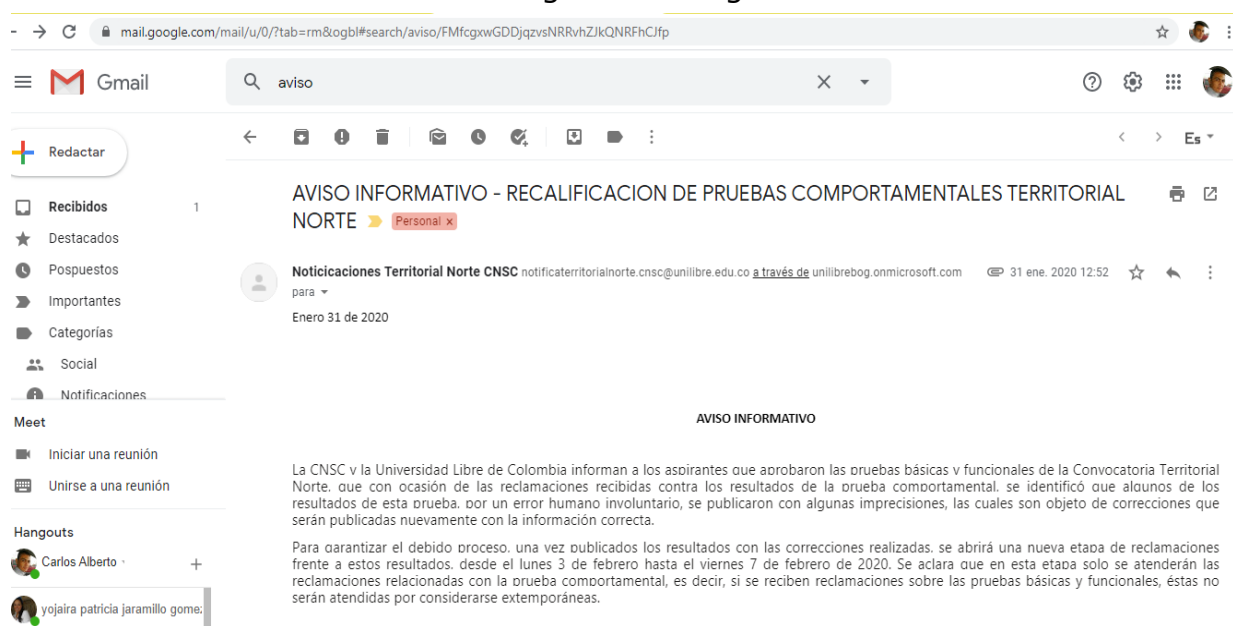 mail.google.com/mail/u/0/?tab=rm&ogbl#search/aviso/FMfcgxwGDDjqzvsNRRvhZJkQNRFhCJfp
Gmail
aviso
Redactar
Es
AVISO INFORMATIVO - RECALIFICACION DE PRUEBAS COMPORTAMENTALES TERRITORIAL
NORTE Personal x
Recibidos 1
Destacados
Pospuestos
Importantes
Categorías
Social
Notificaciones
Meet
Iniciar una reunión
Unirse a una reunión
Hangouts
Carlos Alberto
yojaira patricia jaramillo gome
Noticicaciones Territorial Norte CNSC notificaterritorialnorte.cnsc@unilibre.edu.co a través de unilibrebog.onmicrosoft.com 31 ene. 2020 12:52
para
Enero 31 de 2020
AVISO INFORMATIVO
La CNSC y la Universidad Libre de Colombia informan a los aspirantes que aprobaron las pruebas básicas y funcionales de la Convocatoria Territorial
Norte, que con ocasión de las reclamaciones recibidas contra los resultados de la prueba comportamental, se identificó que algunos de los
resultados de esta prueba, por un error humano involuntario, se publicaron con algunas imprecisiones, las cuales son objeto de correcciones que
serán publicadas nuevamente con la información correcta.
Para garantizar el debido proceso, una vez publicados los resultados con las correcciones realizadas, se abrirá una nueva etapa de reclamaciones
frente a estos resultados, desde el lunes 3 de febrero hasta el viernes 7 de febrero de 2020. Se aclara que en esta etapa solo se atenderán las
reclamaciones relacionadas con la prueba comportamental, es decir, si se reciben reclamaciones sobre las pruebas básicas y funcionales, éstas no
serán atendidas por considerarse extemporáneas.